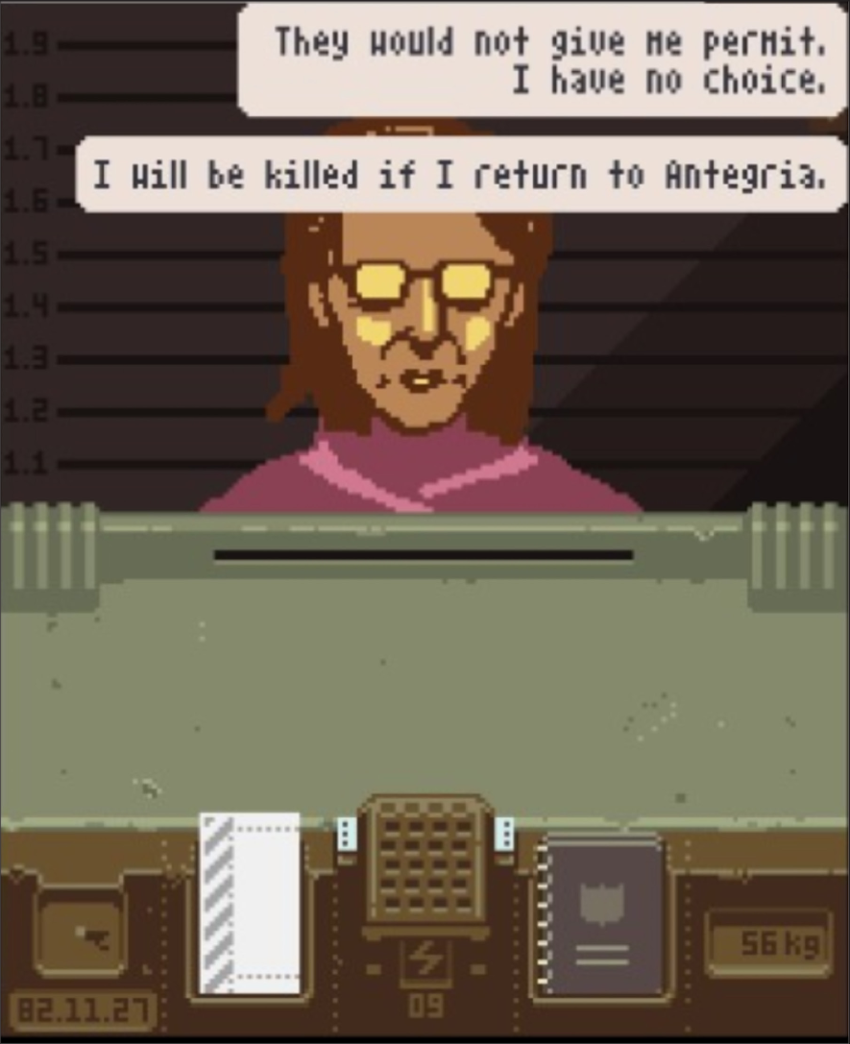 They would not give me permit.
I have no choice.
I will be killed if I return to Antegria.
1.9
1.8
1.7
1.6
1.5
1.4
1.3
1.2
1.1
56 kg
82.11.27
09